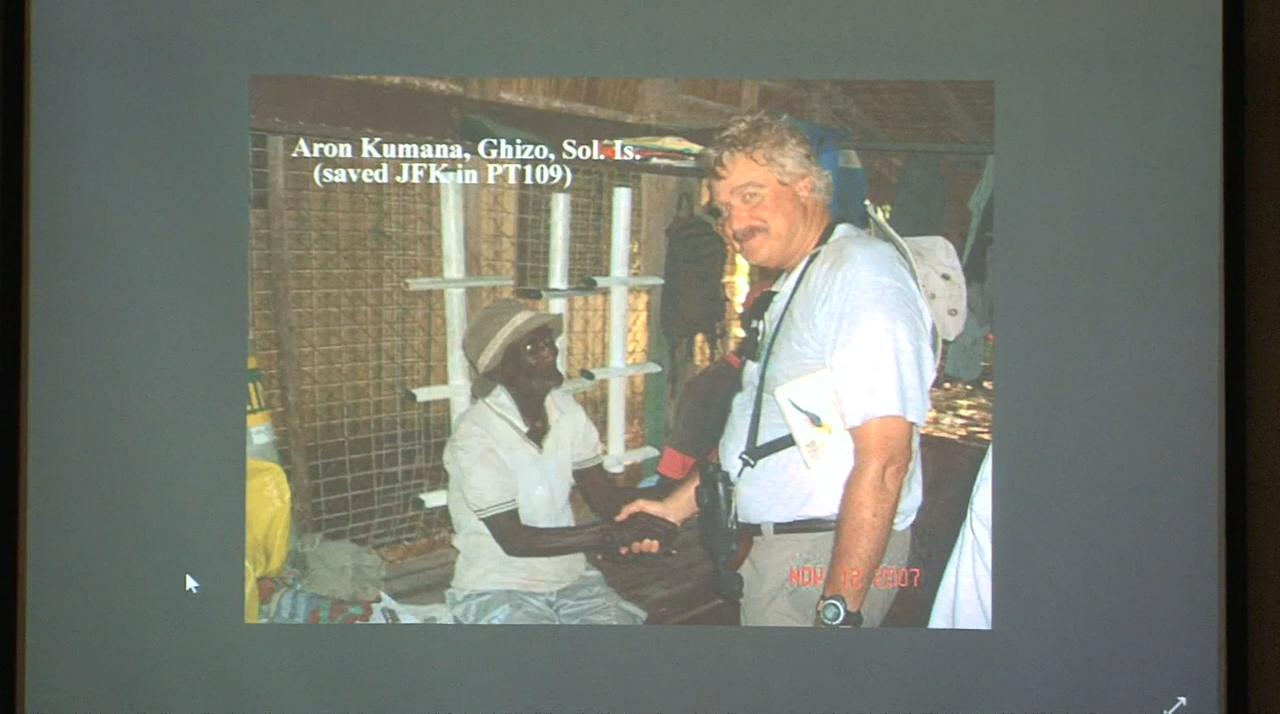 Aron Kumana, Ghizo, Sol. Is.
(saved JFK in PT109)
NOV 12 2007